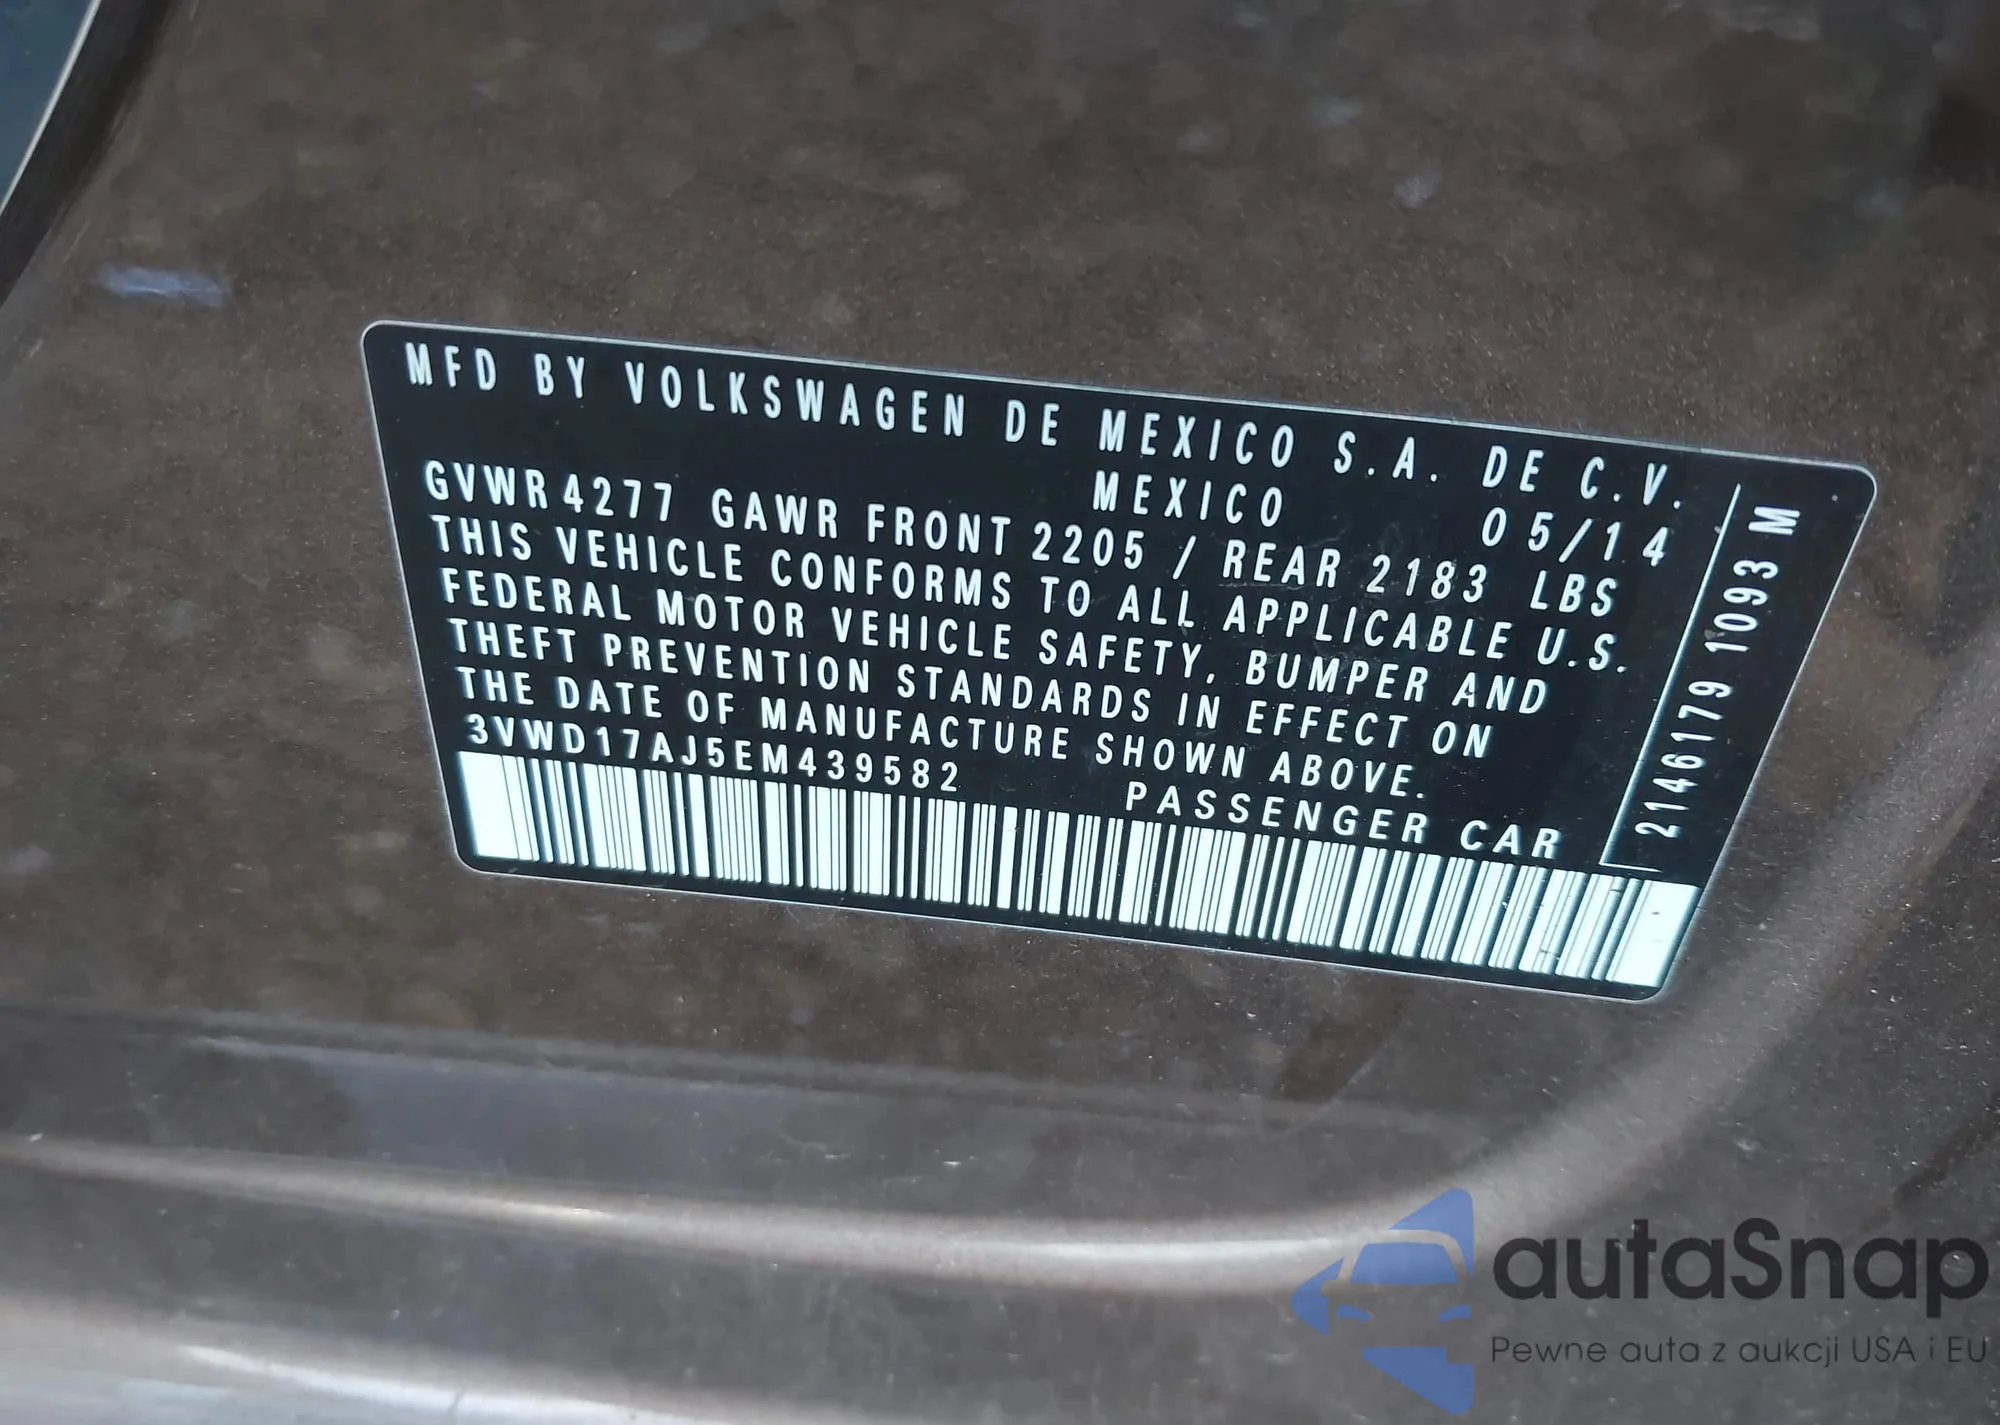 MFD BY VOLKSWAGEN DE MEXICO S.A. DE C.V.
MEXICO 05/14
GVWR 4277 GAWR FRONT 2205 / REAR 2183 LBS
THIS VEHICLE CONFORMS TO ALL APPLICABLE U.S.
FEDERAL MOTOR VEHICLE SAFETY, BUMPER AND
THEFT PREVENTION STANDARDS IN EFFECT ON
THE DATE OF MANUFACTURE SHOWN ABOVE.
3VWD17AJ5EM439582 PASSENGER CAR
2146179 1093 M
autaSnap
Pewne auta z aukcji USA i EU